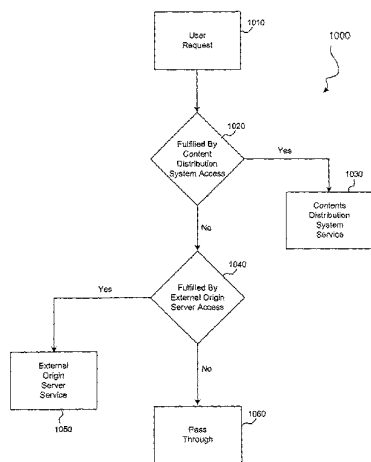 1010
User
Request
1000
1020
Fulfilled By
Content
Distribution
System Access
Yes
1030
Contents
Distribution
System
Service
No
1040
Fulfilled By
External Origin
Server Access
Yes
External
Origin
Server
Service
1050
No
1060
Pass
Through